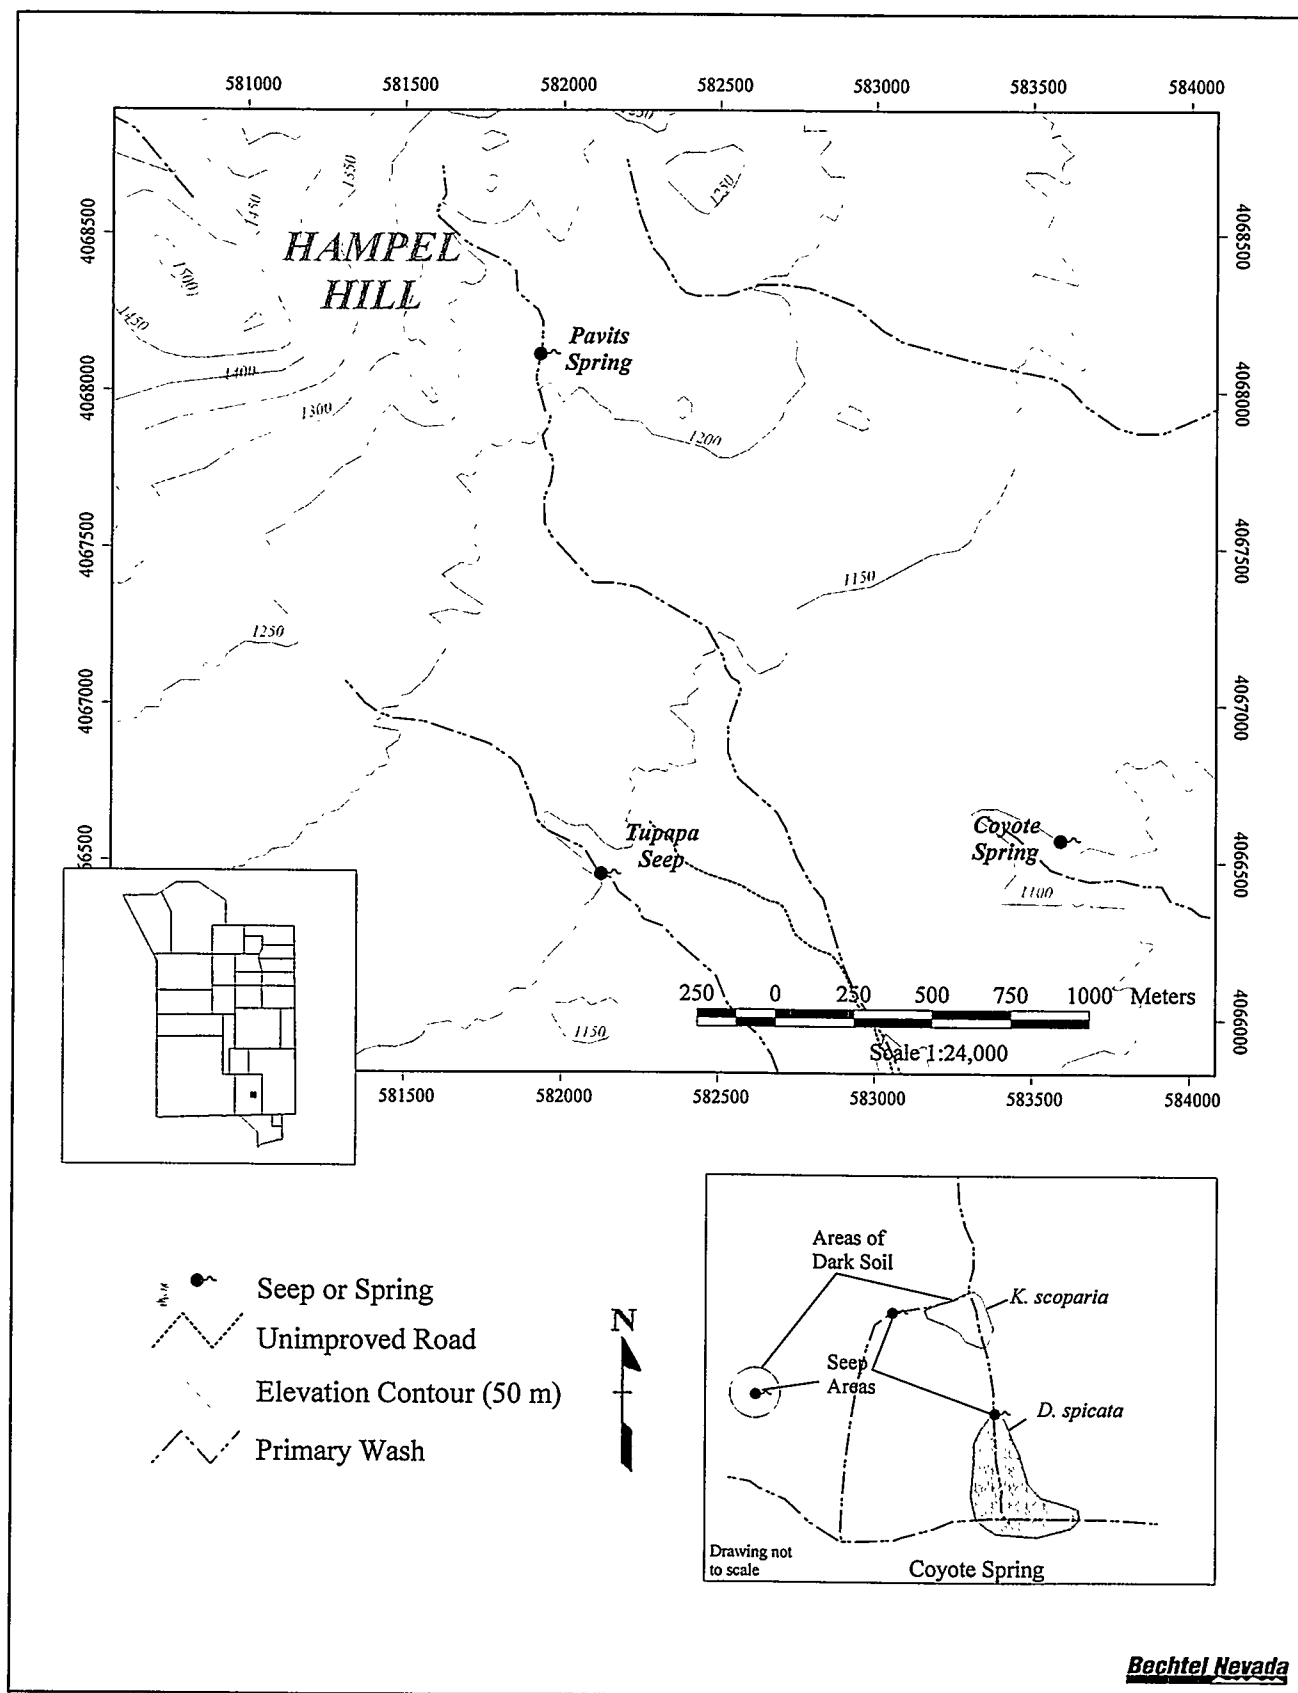 581000 581500 582000 582500 583000 583500 584000
1350
1250
1450
4068500
4068500
HAMPEL
HILL
1500
1450
Pavits
Spring
1400
4068000
4068000
1300
1200
4067500
4067500
1150
1250
4067000
4067000
Tupapa
Seep
Coyote
Spring
4066500
1100
250 0 250 500 750 1000 Meters
4066000
1150
Scale 1:24,000
581500 582000 582500 583000 583500 584000
Areas of
Dark Soil
K. scoparia
Seep
Areas
D. spicata
Drawing not
to scale
Coyote Spring
Seep or Spring
Unimproved Road
Elevation Contour (50 m)
Primary Wash
N
Bechtel Nevada